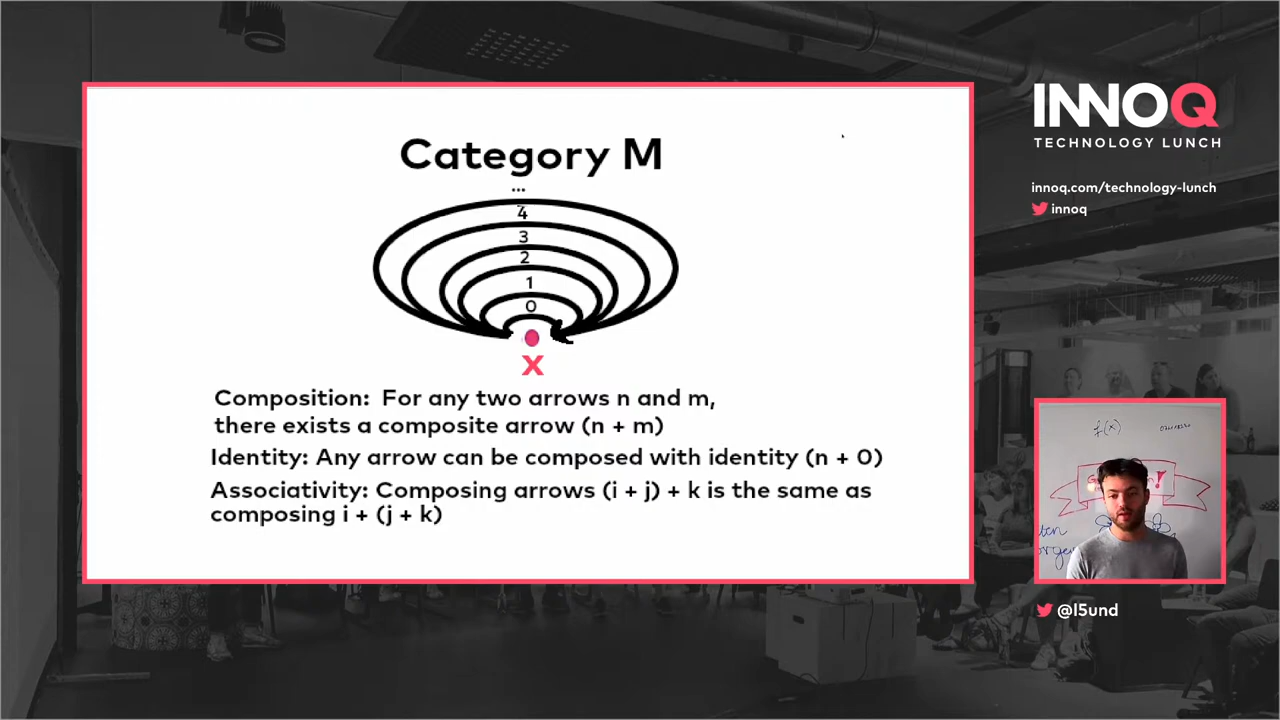 Category M
...
4
3
2
1
0
x
Composition: For any two arrows n and m,
there exists a composite arrow (n + m)
Identity: Any arrow can be composed with identity (n + 0)
Associativity: Composing arrows (i + j) + k is the same as
composing i + (j + k)
INNOQ
TECHNOLOGY LUNCH
innoq.com/technology-lunch
innoq
f(x)
@l5und